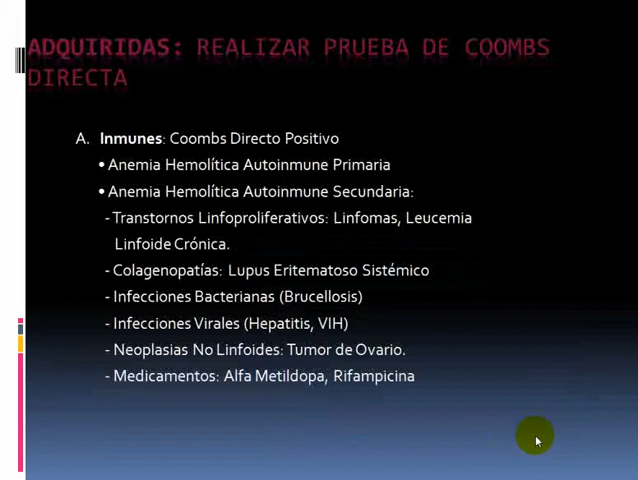 ADQUIRIDAS: REALIZAR PRUEBA DE COOMBS
DIRECTA
A. Inmunes: Coombs Directo Positivo
• Anemia Hemolítica Autoinmune Primaria
• Anemia Hemolítica Autoinmune Secundaria:
- Transtornos Linfoproliferativos: Linfomas, Leucemia
Linfoide Crónica.
- Colagenopatías: Lupus Eritematoso Sistémico
- Infecciones Bacterianas (Brucellosis)
- Infecciones Virales (Hepatitis, VIH)
- Neoplasias No Linfoides: Tumor de Ovario.
- Medicamentos: Alfa Metildopa, Rifampicina